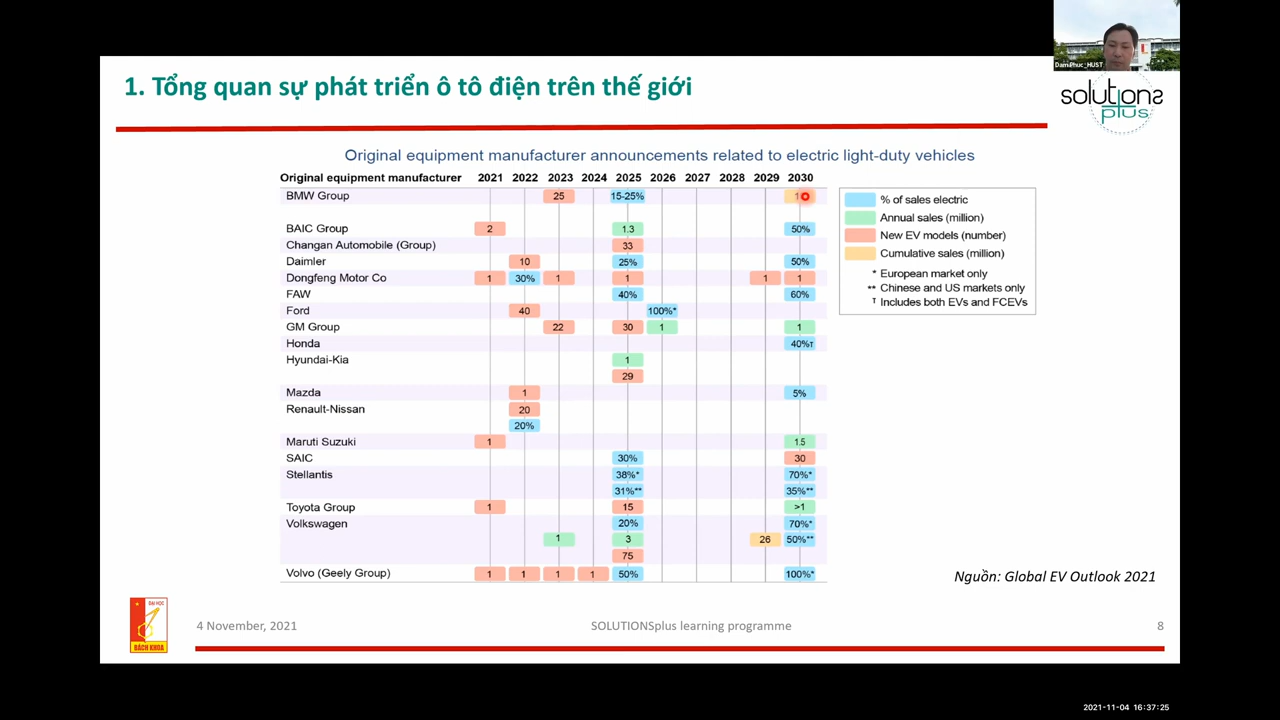 DamPhuc_HUST
solutions
plus
1. Tổng quan sự phát triển ô tô điện trên thế giới
Original equipment manufacturer announcements related to electric light-duty vehicles
Original equipment manufacturer 2021 2022 2023 2024 2025 2026 2027 2028 2029 2030
BMW Group 25 15-25%
BAIC Group 2 1.3 50%
Changan Automobile (Group) 33
Daimler 10 25% 50%
Dongfeng Motor Co 1 30% 1 1 1 1
FAW 40% 60%
Ford 40 100%*
GM Group 22 30 1 1
Honda 40%т
Hyundai-Kia 1
29
Mazda 1 5%
Renault-Nissan 20
20%
Maruti Suzuki 1 1.5
SAIC 30% 30
Stellantis 38%* 70%*
31%** 35%**
Toyota Group 1 15 >1
Volkswagen 20% 70%*
1 3 26 50%**
75
Volvo (Geely Group) 1 1 1 1 50% 100%*
% of sales electric
Annual sales (million)
New EV models (number)
Cumulative sales (million)
* European market only
** Chinese and US markets only
т Includes both EVs and FCEVs
Nguồn: Global EV Outlook 2021
ĐẠI HỌC
BÁCH KHOA
4 November, 2021 SOLUTIONSplus learning programme 8
2021-11-04 16:37:25